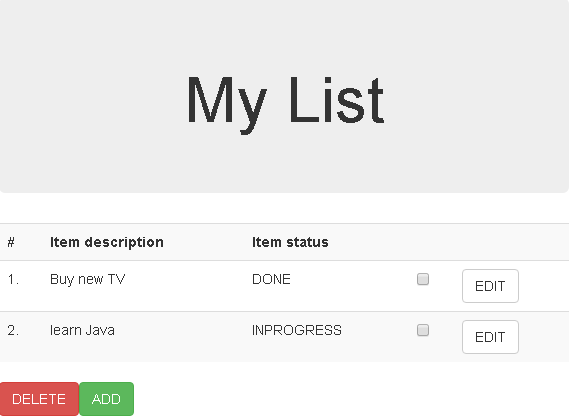 My List
# Item description Item status
1. Buy new TV DONE EDIT
2. learn Java INPROGRESS EDIT
DELETE ADD